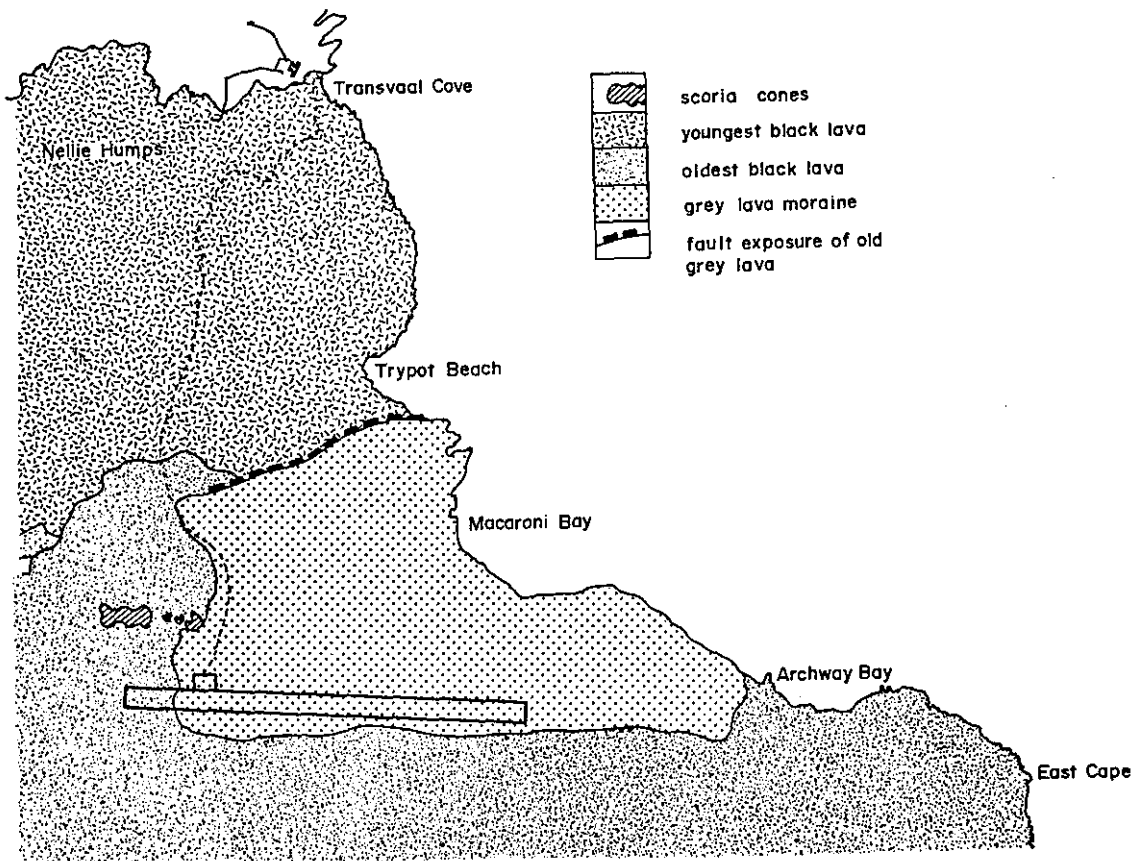 Transvaal Cove
Nellie Humps
scoria cones
youngest black lava
oldest black lava
grey lava moraine
fault exposure of old
grey lava
Trypot Beach
Macaroni Bay
Archway Bay
East Cape